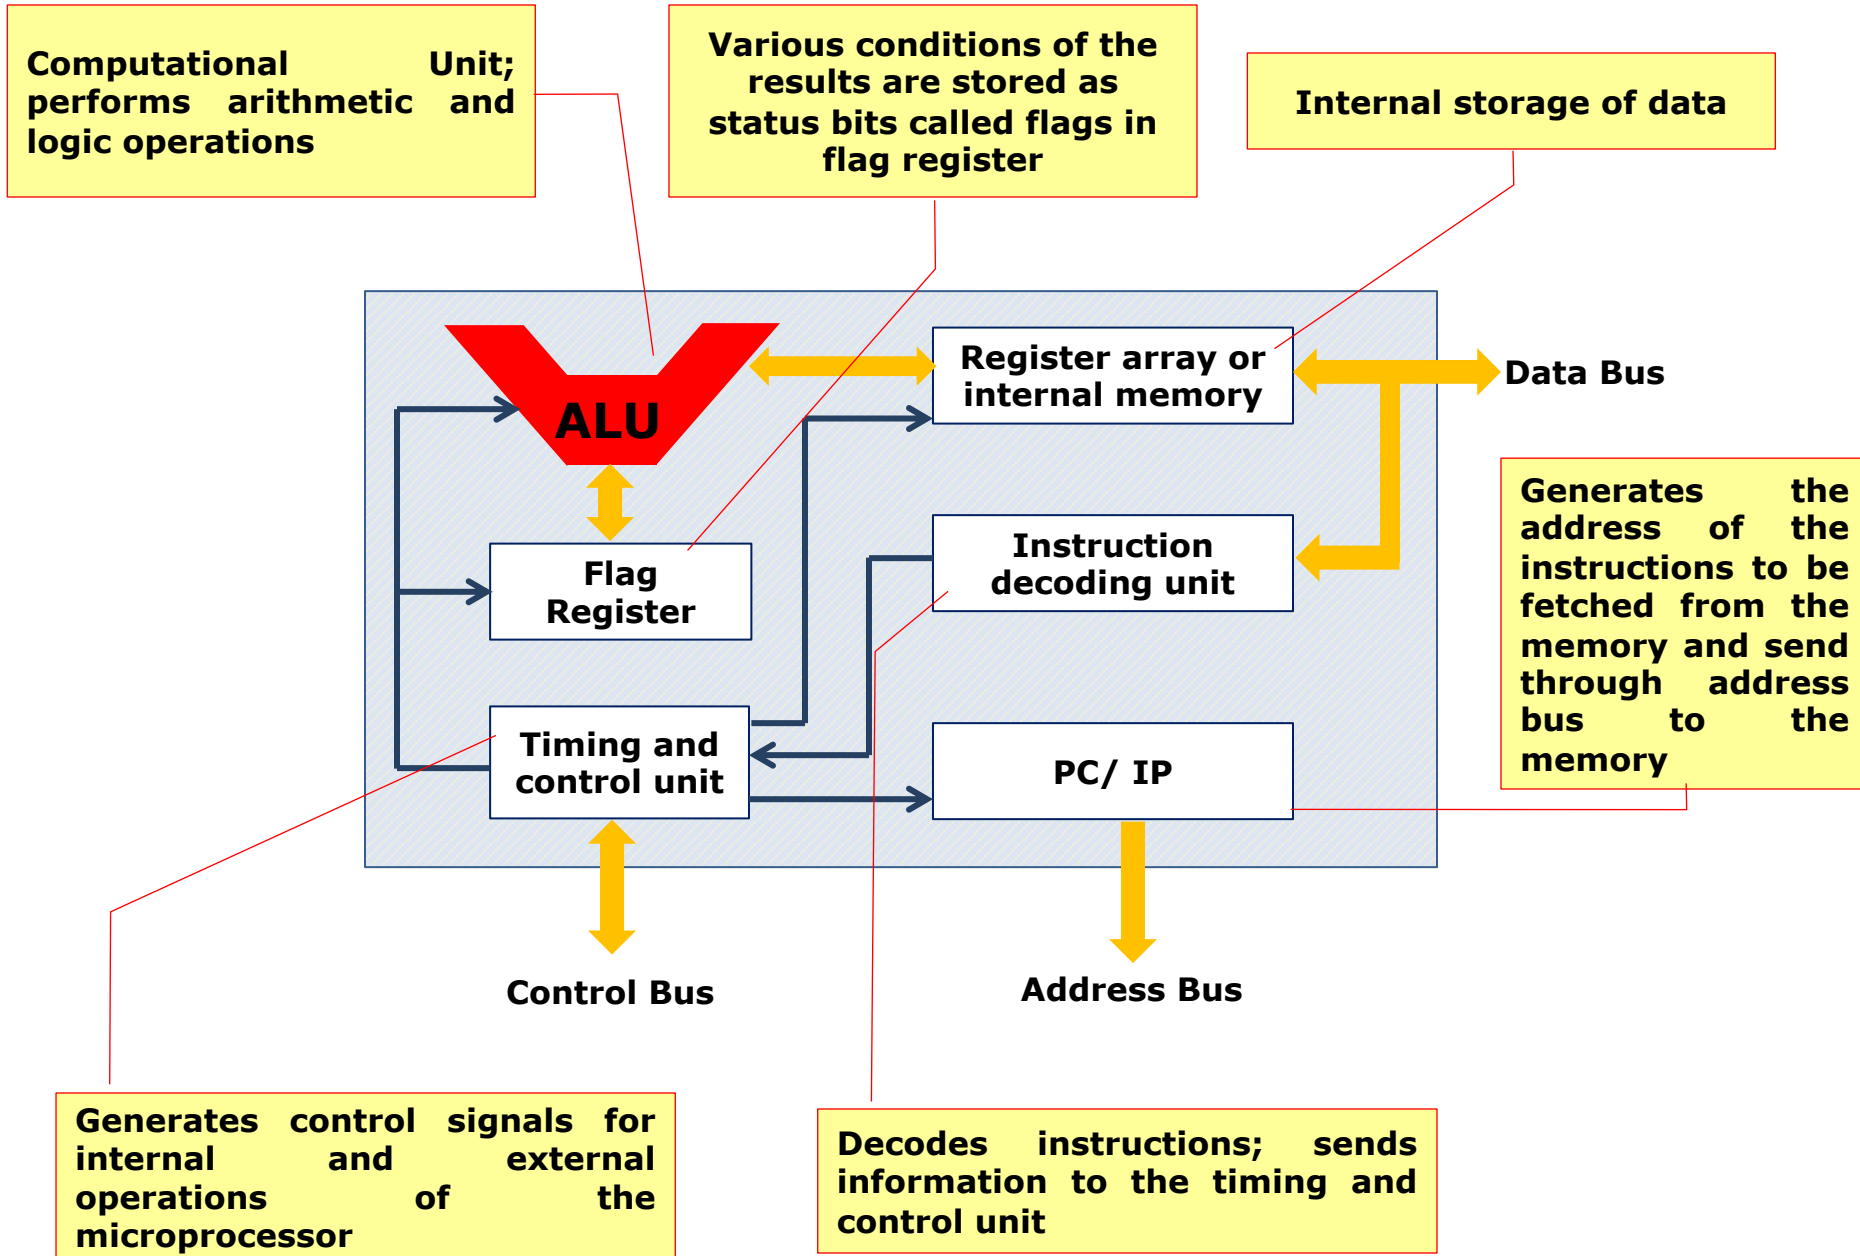 Computational Unit;
performs arithmetic and
logic operations
Various conditions of the
results are stored as
status bits called flags in
flag register
Internal storage of data
ALU
Register array or
internal memory
Data Bus
Generates the
address of the
instructions to be
fetched from the
memory and send
through address
bus to the
memory
Flag
Register
Instruction
decoding unit
Timing and
control unit
PC/ IP
Control Bus
Address Bus
Generates control signals for
internal and external
operations of the
microprocessor
Decodes instructions; sends
information to the timing and
control unit